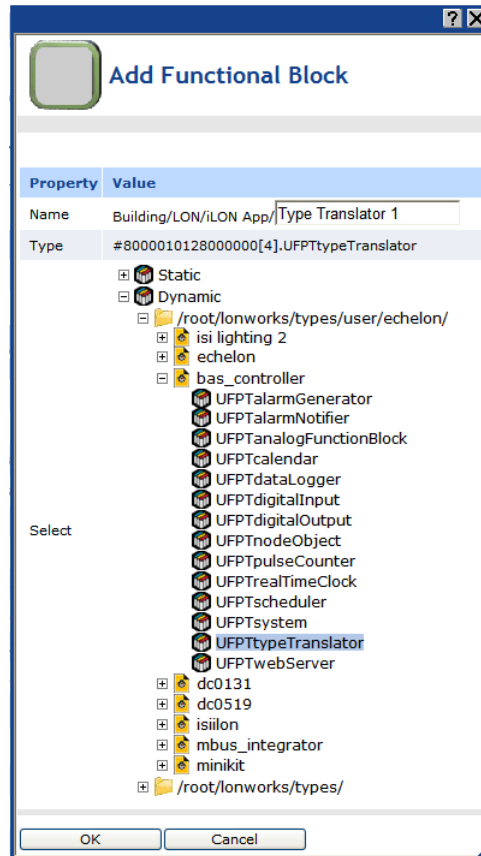 ? X
Add Functional Block
Property Value
Name Building/LON/iLON App/Type Translator 1
Type #8000010128000000[4].UFPTtypeTranslator
Static
Dynamic
/root/lonworks/types/user/echelon/
isi lighting 2
echelon
bas_controller
UFPTalarmGenerator
UFPTalarmNotifier
UFPTanalogFunctionBlock
UFPTcalendar
UFPTdataLogger
UFPTdigitalInput
UFPTdigitalOutput
Select
UFPTnodeObject
UFPTpulseCounter
UFPTrealTimeClock
UFPTscheduler
UFPTsystem
UFPTtypeTranslator
UFPTwebServer
dc0131
dc0519
isiilon
mbus_integrator
minikit
/root/lonworks/types/
OK Cancel